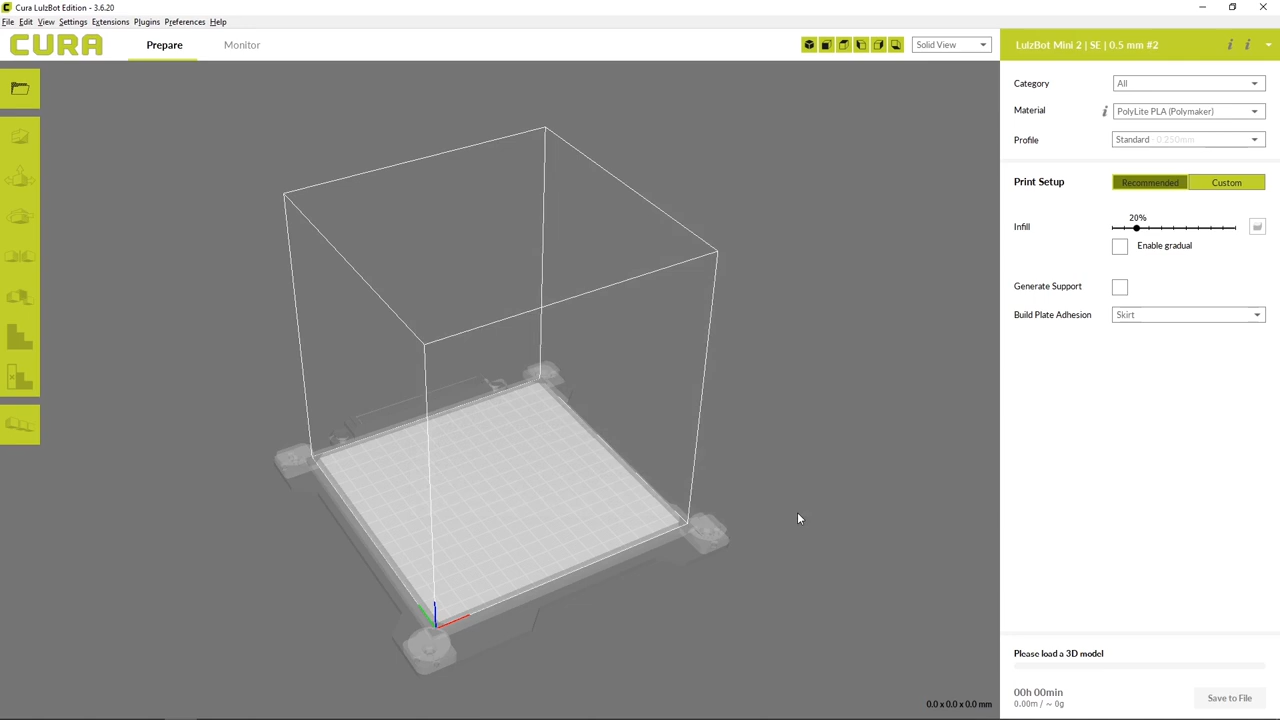 Cura LulzBot Edition - 3.6.20
File Edit View Settings Extensions Plugins Preferences Help
CURA
Prepare
Monitor
Solid View
LulzBot Mini 2 | SE | 0.5 mm #2
Category
All
Material
PolyLite PLA (Polymaker)
Profile
Standard - 0.250mm
Print Setup
Recommended
Custom
20%
Infill
Enable gradual
Generate Support
Build Plate Adhesion
Skirt
Please load a 3D model
00h 00min
0.00m / ~ 0g
Save to File
0.0 x 0.0 x 0.0 mm